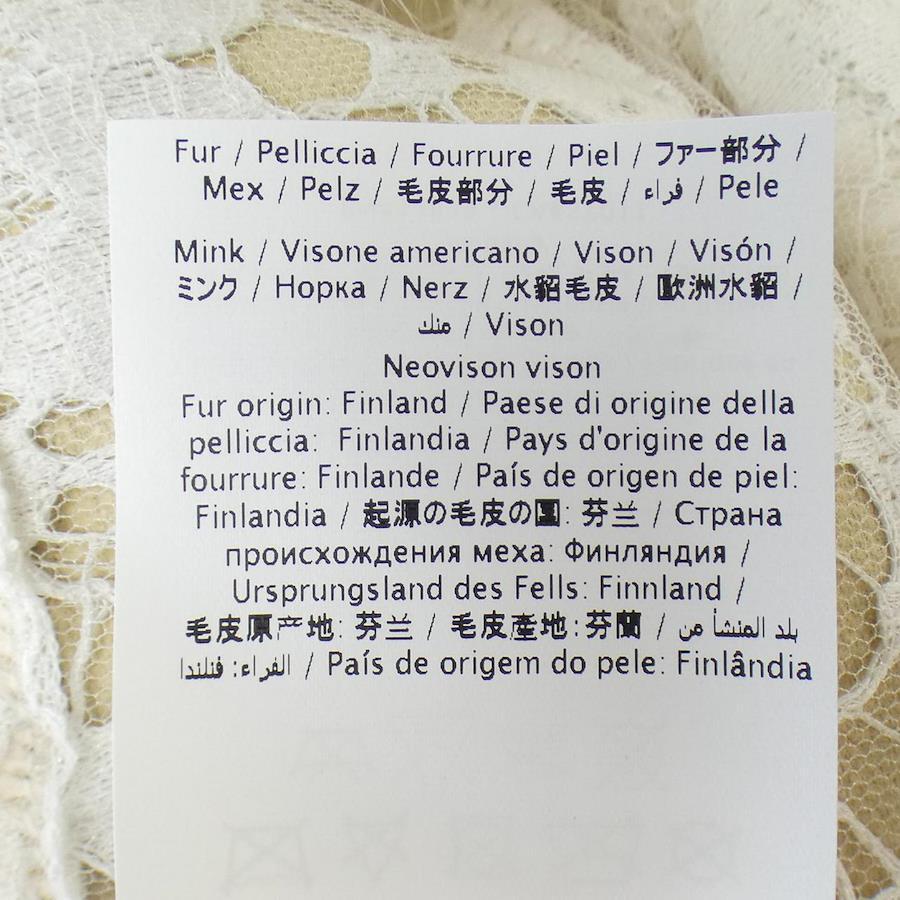 Fur / Pelliccia / Fourrure / Piel / ファー部分 /
Мех / Pelz / 毛皮部分 / 毛皮 / فراء / Pele
Mink / Visone americano / Vison / Visón /
ミンク / Норка / Nerz / 水貂毛皮 / 歐洲水貂 /
منك / Vison
Neovison vison
Fur origin: Finland / Paese di origine della
pelliccia: Finlandia / Pays d'origine de la
fourrure: Finlande / País de origen de piel:
Finlandia / 起源の毛皮の国: 芬兰 / Страна
происхождения меха: Финляндия /
Ursprungsland des Fells: Finnland /
毛皮原产地: 芬兰 / 毛皮產地: 芬蘭 / بلد المنشأ من
الفراء: فنلندا / País de origem do pele: Finlândia